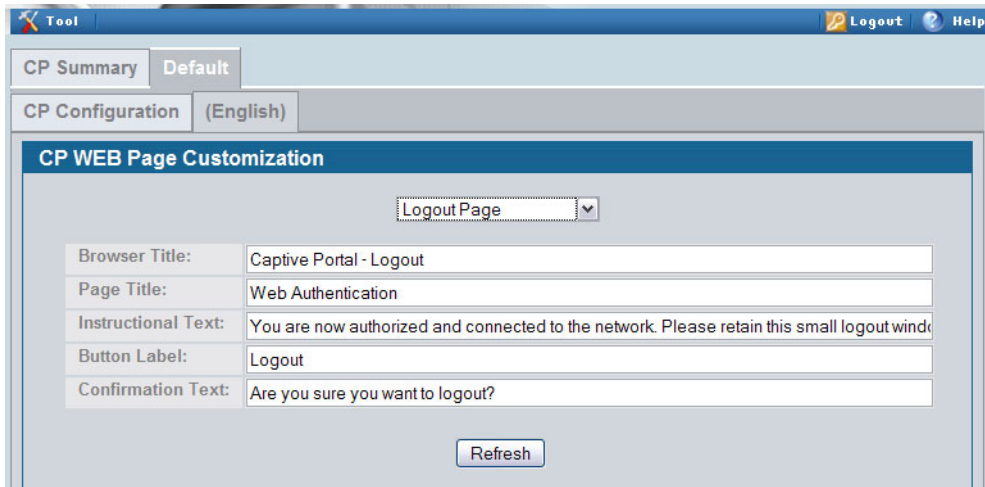 Tool Logout Help
CP Summary Default
CP Configuration (English)
CP WEB Page Customization
Logout Page
Browser Title: Captive Portal - Logout
Page Title: Web Authentication
Instructional Text: You are now authorized and connected to the network. Please retain this small logout
Button Label: Logout
Confirmation Text: Are you sure you want to logout?
Refresh